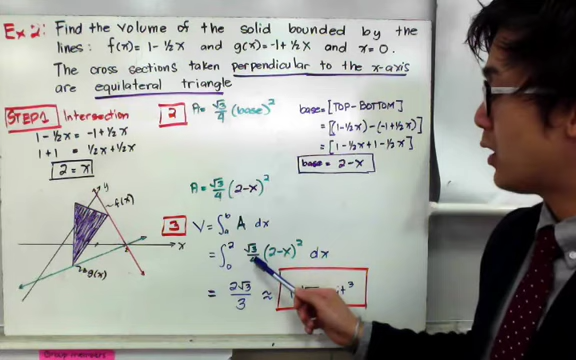 Ex 2: Find the volume of the solid bounded by the
lines: f(x) = 1 - ½x and g(x) = -1 + ½x and x = 0.
The cross sections taken perpendicular to the x-axis
are equilateral triangle
STEP1 Intersection
1 - ½x = -1 + ½x
1 + 1 = ½x + ½x
2 = x
y
f(x)
x
g(x)
2
A = √3/4 (base)²
base = [TOP - BOTTOM]
= [(1-½x) - (-1+½x)]
= [1-½x + 1-½x]
base = 2-x
A = √3/4 (2-x)²
3
V = ∫ₐᵇ A dx
= ∫₀² √3/4 (2-x)² dx
= 2√3/3 ≈